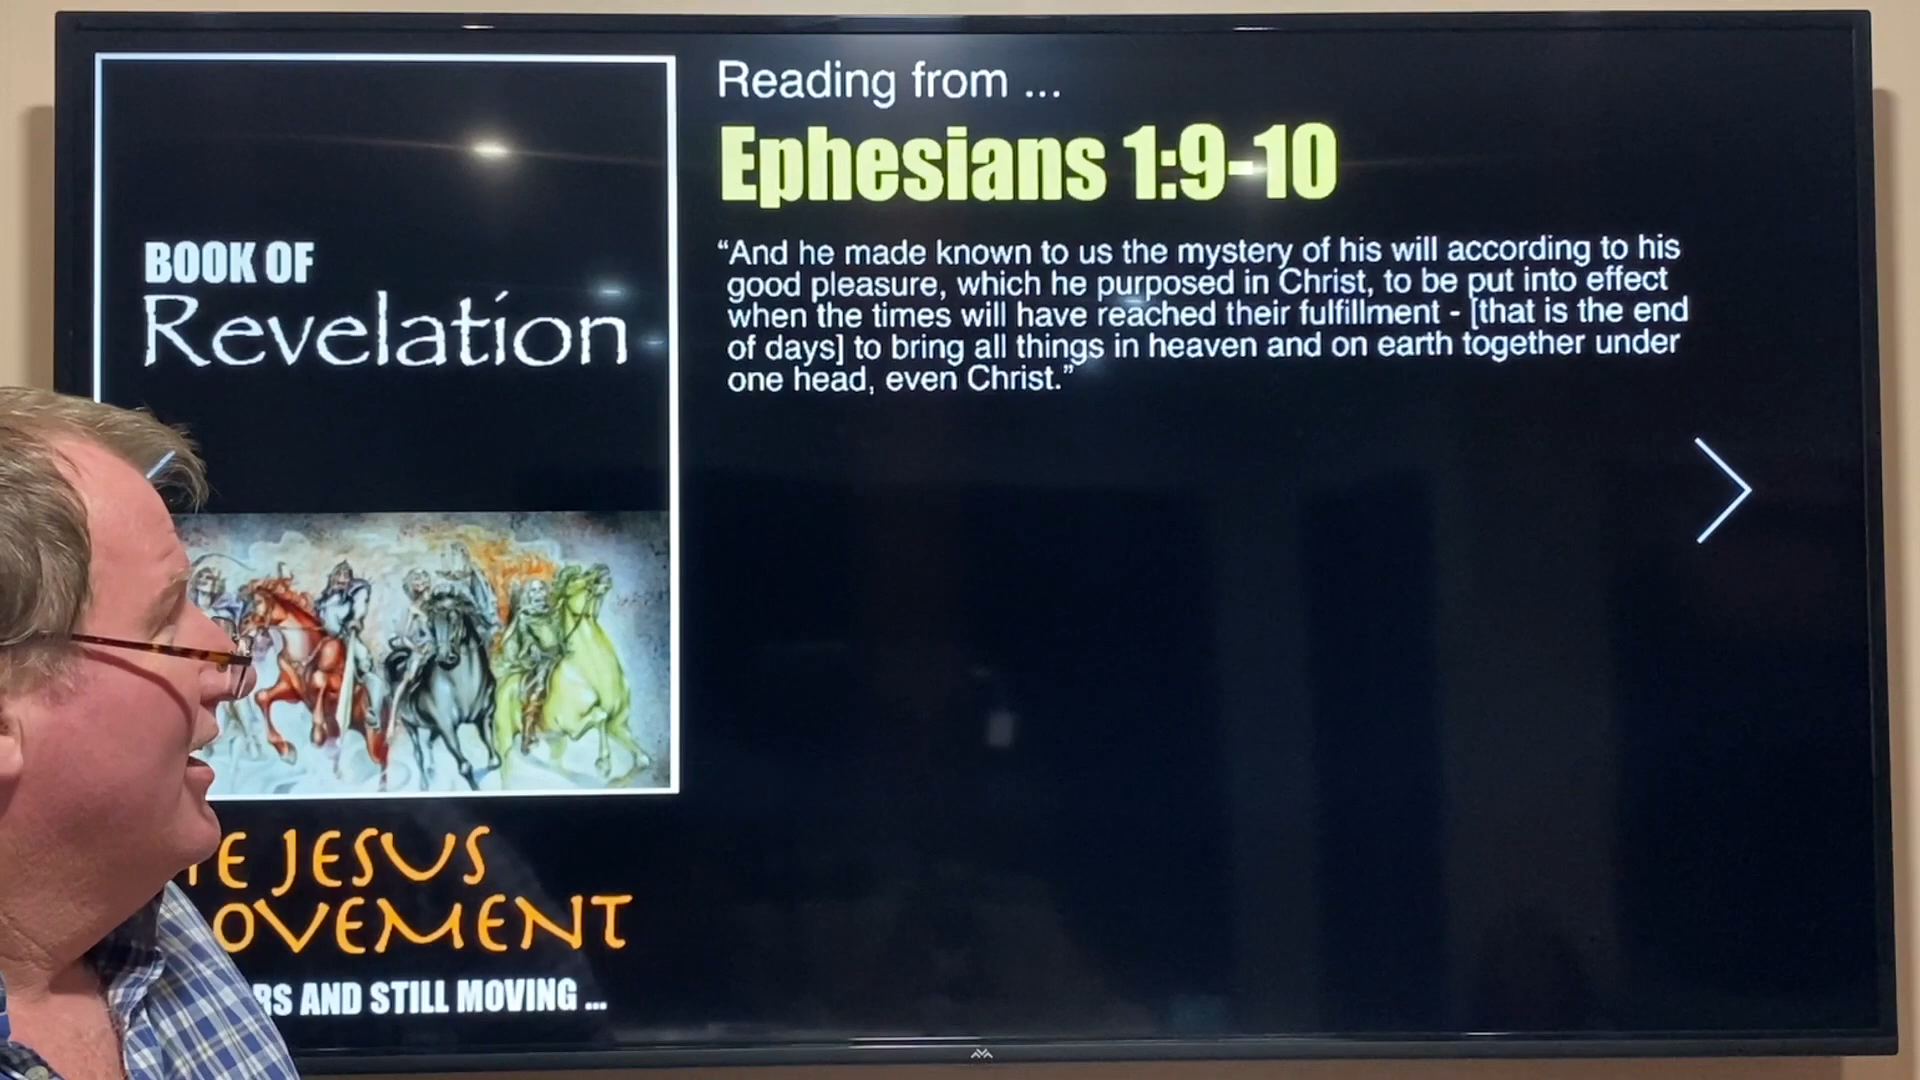 Reading from ...
Ephesians 1:9-10
“And he made known to us the mystery of his will according to his
good pleasure, which he purposed in Christ, to be put into effect
when the times will have reached their fulfillment - [that is the end
of days] to bring all things in heaven and on earth together under
one head, even Christ.”
BOOK OF
Revelation
JESUS
AND STILL MOVING ...